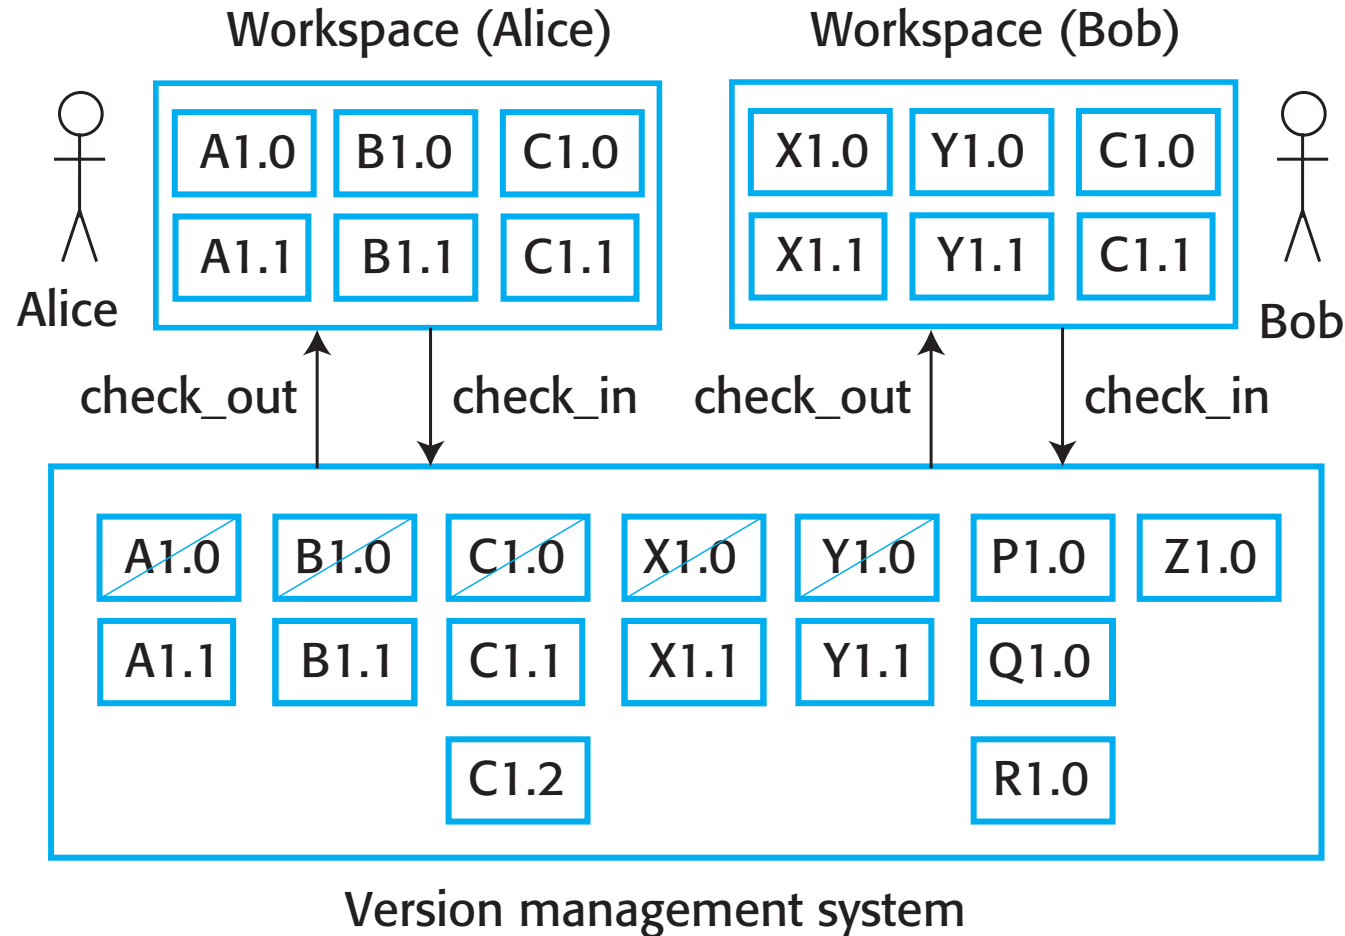 Workspace (Alice) Workspace (Bob)
A1.0 B1.0 C1.0 X1.0 Y1.0 C1.0
A1.1 B1.1 C1.1 X1.1 Y1.1 C1.1
Alice Bob
check_out check_in check_out check_in
A1.0 B1.0 C1.0 X1.0 Y1.0 P1.0 Z1.0
A1.1 B1.1 C1.1 X1.1 Y1.1 Q1.0
C1.2 R1.0
Version management system